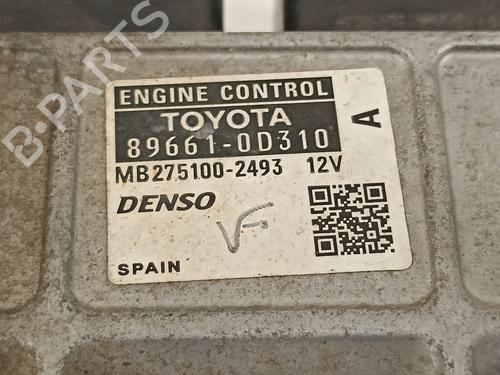 B-PARTS
ENGINE CONTROL
TOYOTA
89661-0D310
A
MB275100-2493 12V
DENSO
SPAIN